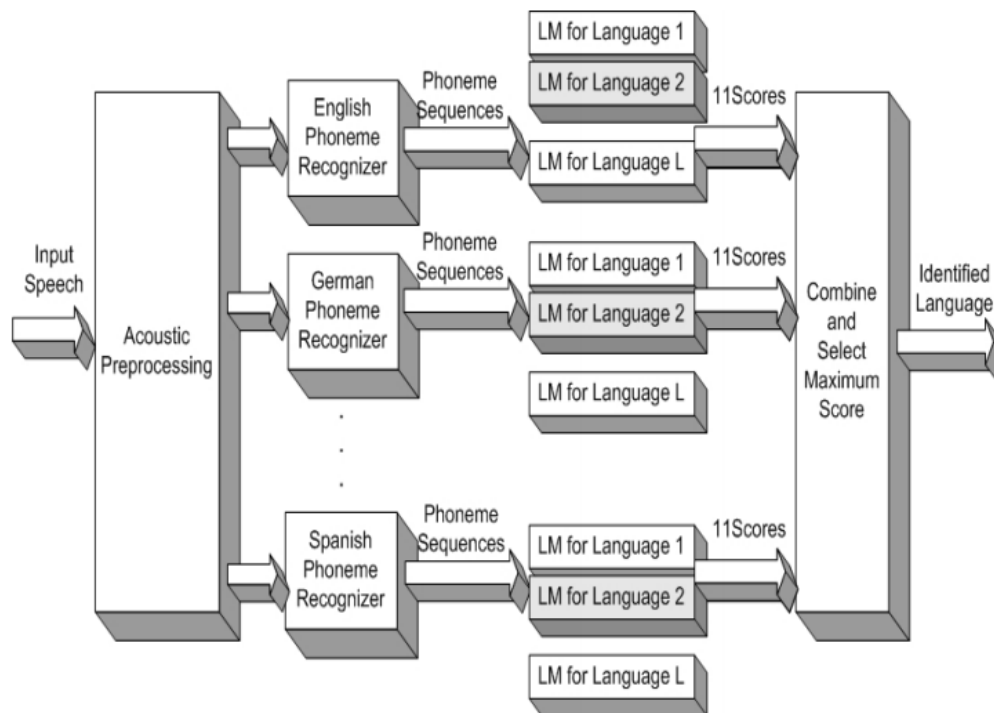 Input
Speech
Acoustic
Preprocessing
English
Phoneme
Recognizer
Phoneme
Sequences
LM for Language 1
LM for Language 2
LM for Language L
11Scores
German
Phoneme
Recognizer
Phoneme
Sequences
LM for Language 1
LM for Language 2
LM for Language L
11Scores
Spanish
Phoneme
Recognizer
Phoneme
Sequences
LM for Language 1
LM for Language 2
LM for Language L
11Scores
Combine
and
Select
Maximum
Score
Identified
Language